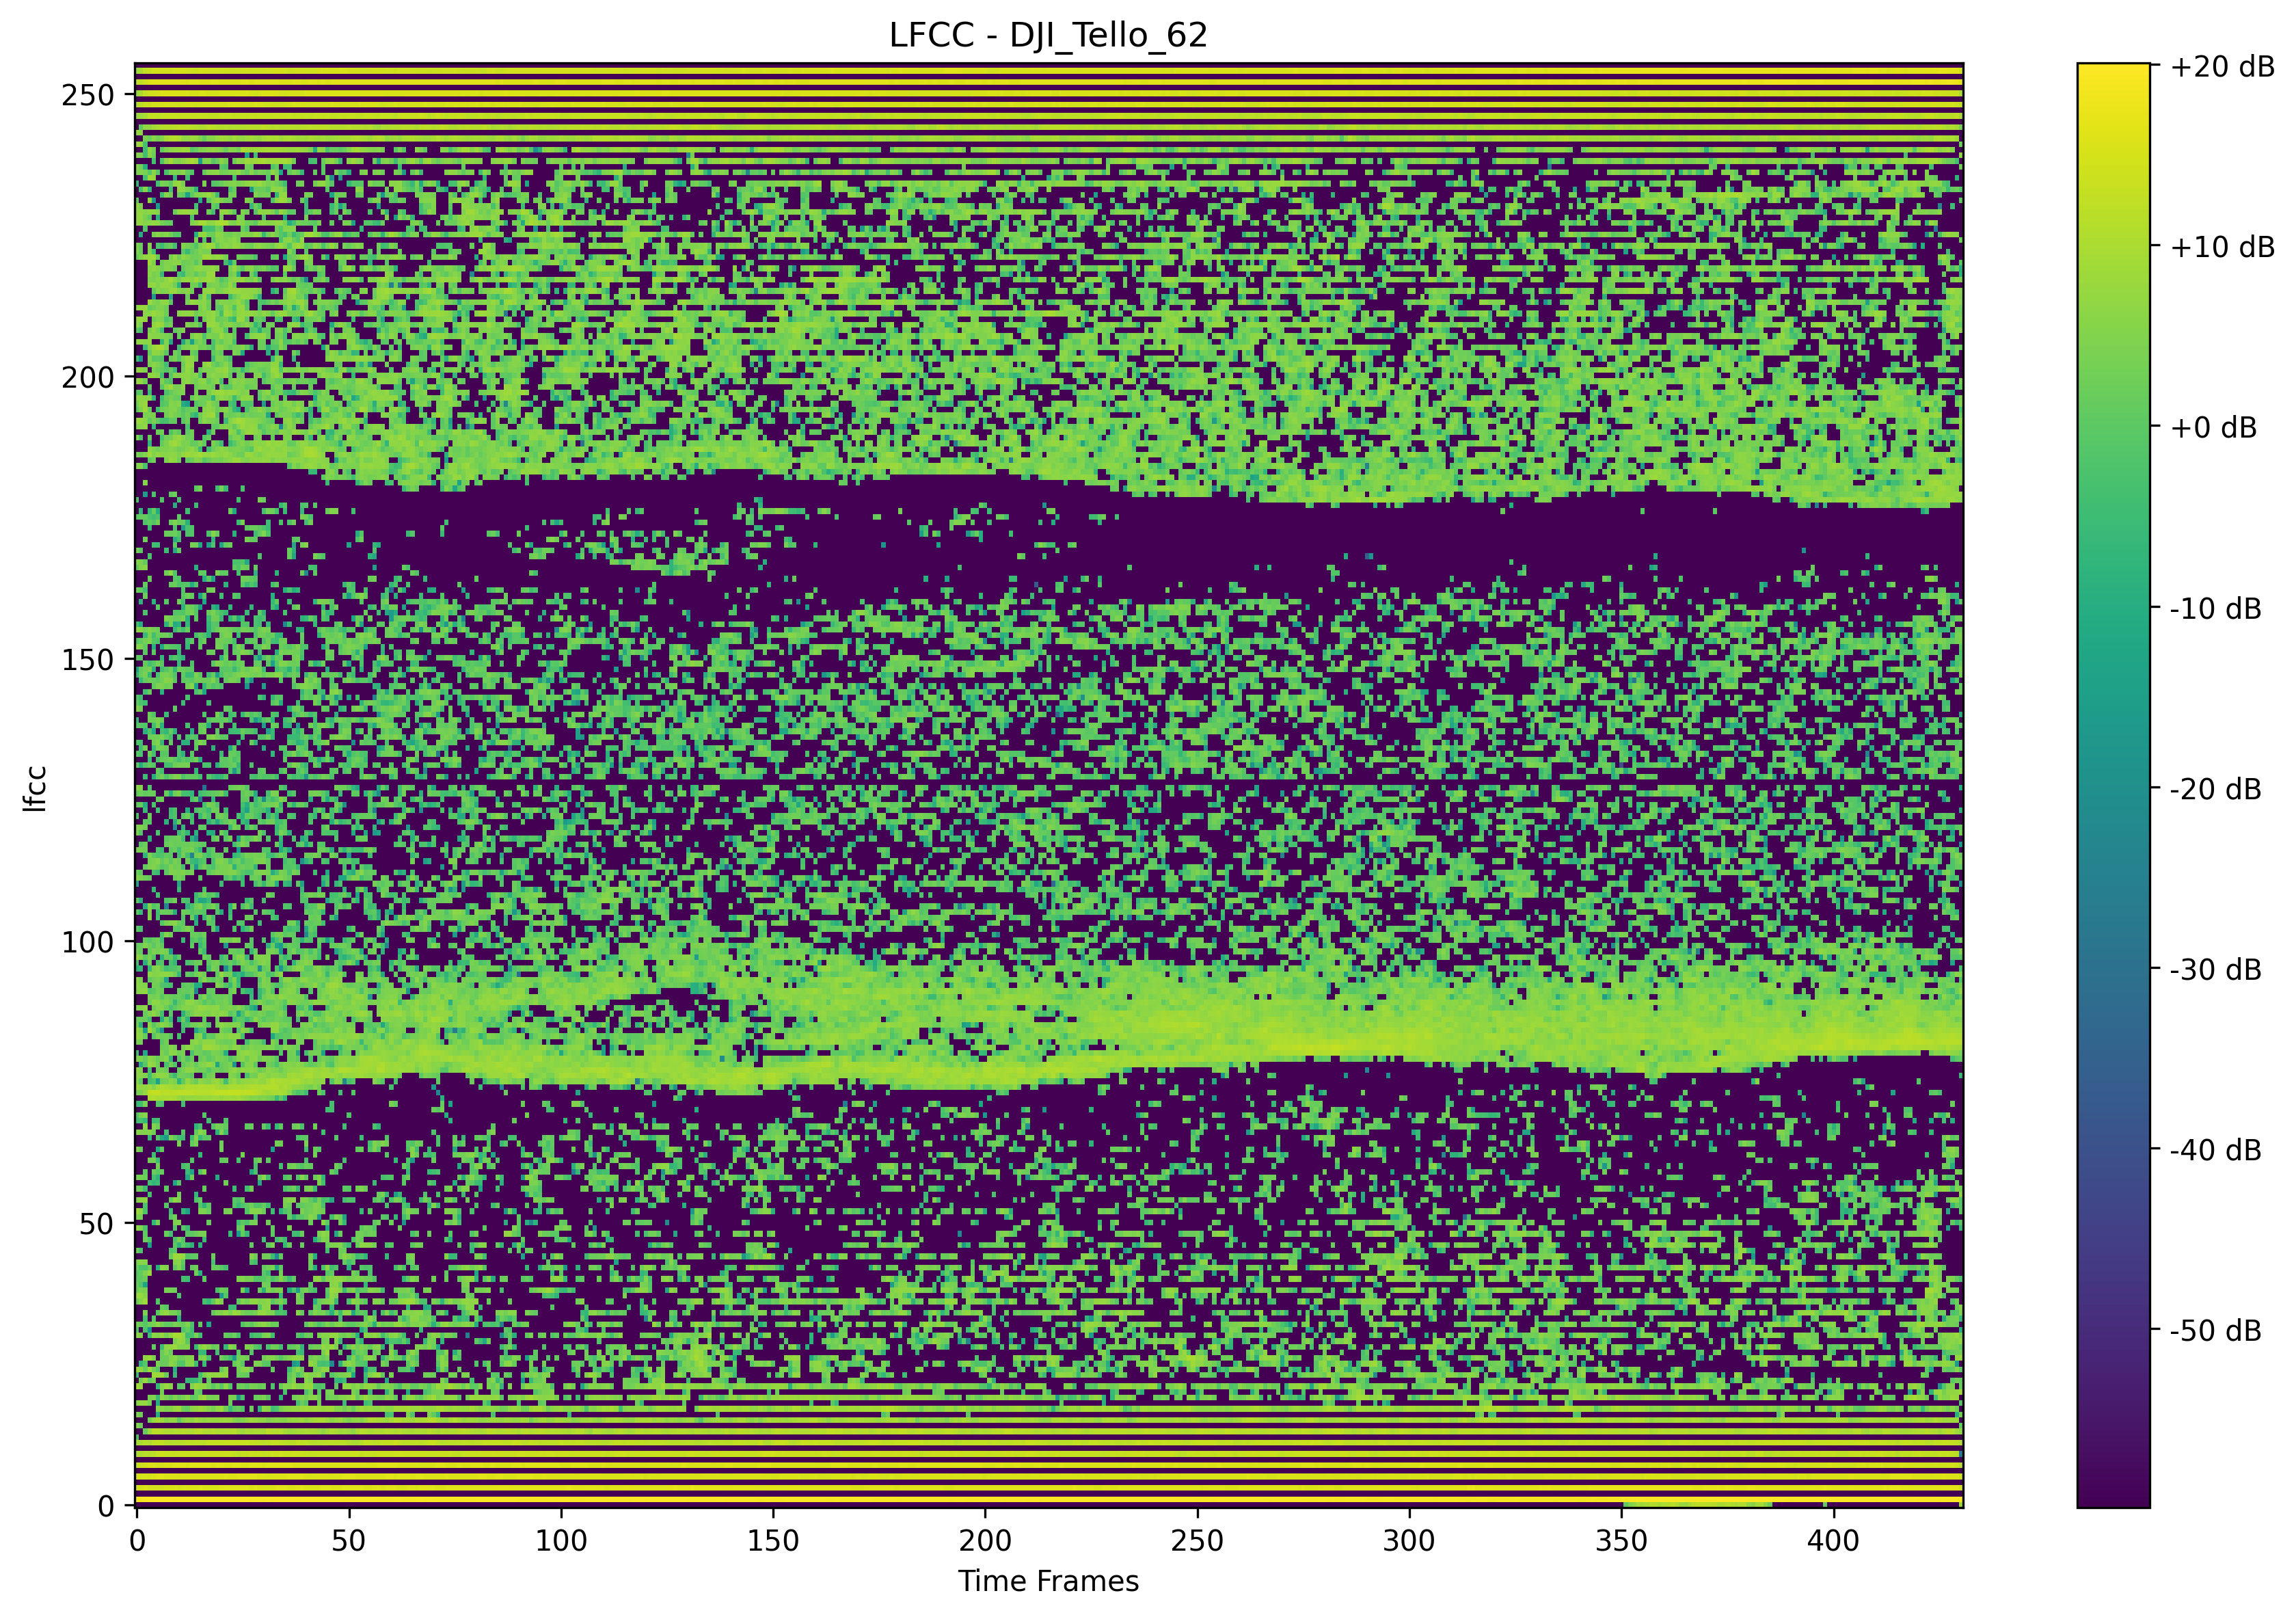 LFCC - DJI_Tello_62
250
200
150
100
50
0
lfcc
0 50 100 150 200 250 300 350 400
Time Frames
+20 dB
+10 dB
+0 dB
-10 dB
-20 dB
-30 dB
-40 dB
-50 dB